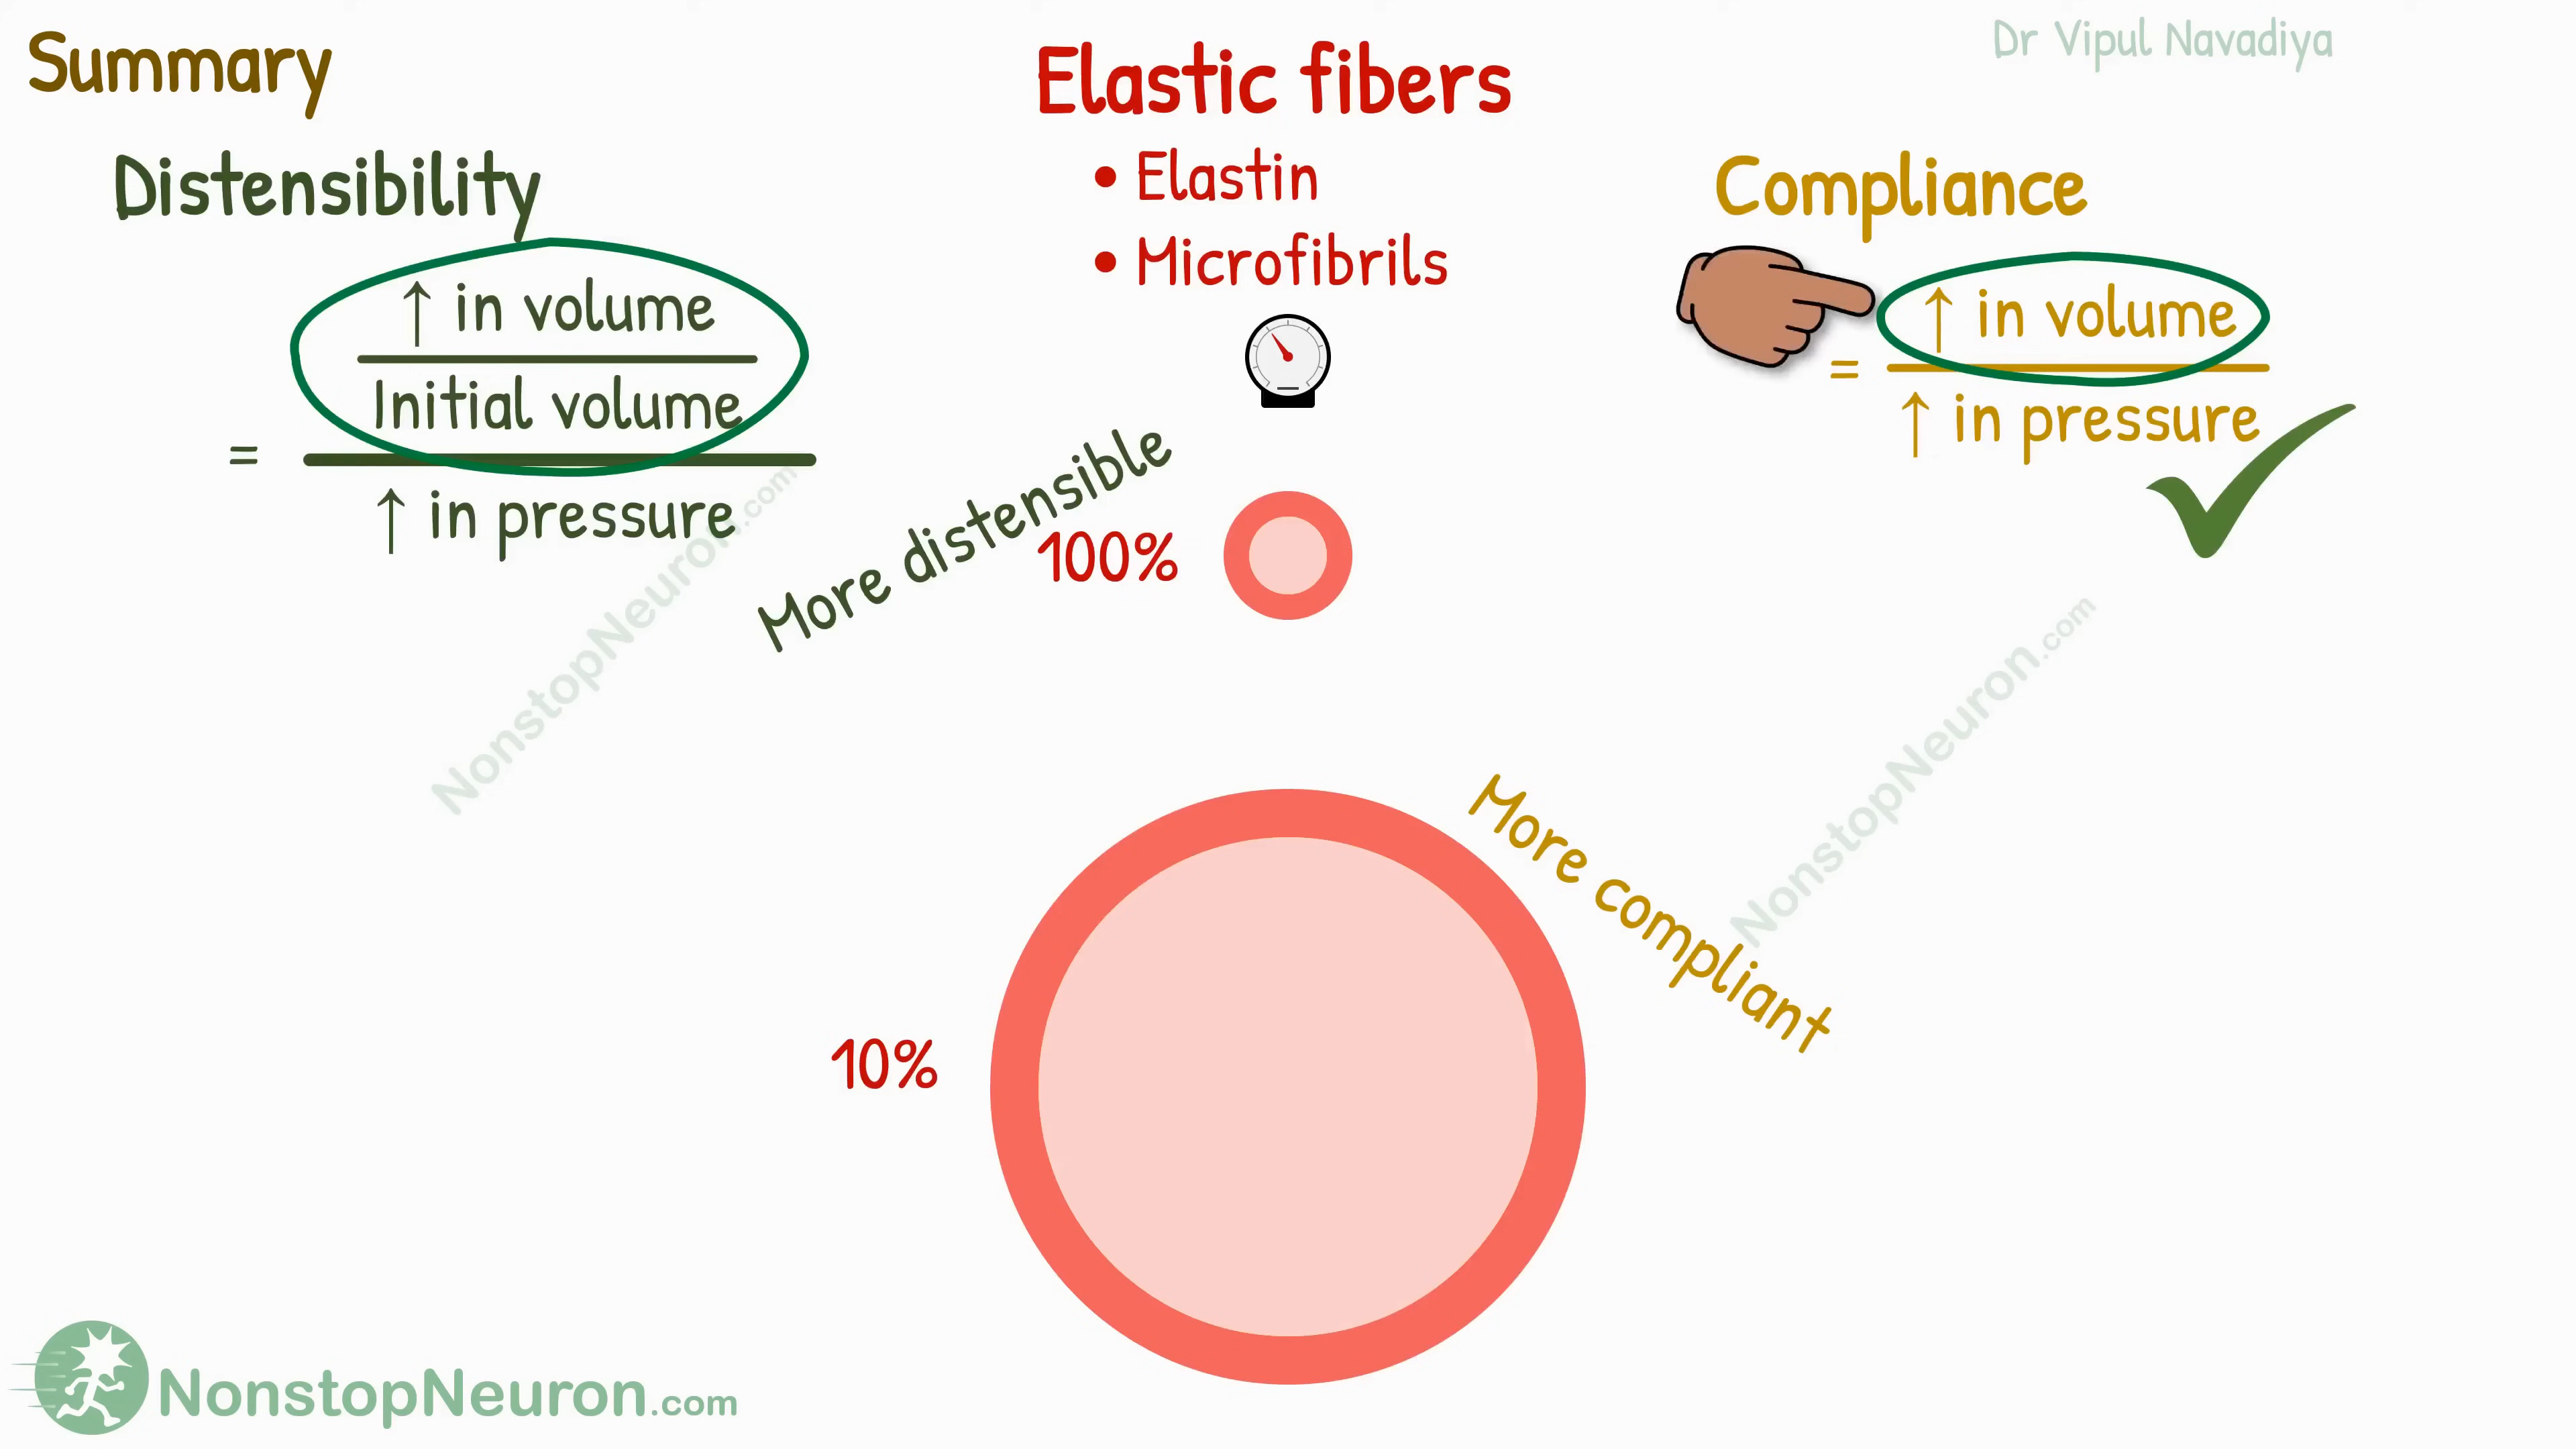 Summary
Dr Vipul Navadiya
Elastic fibers
• Elastin
• Microfibrils
Distensibility
↑ in volume
Initial volume
=
↑ in pressure
Compliance
↑ in volume
=
↑ in pressure
More distensible
100%
NonstopNeuron.com
NonstopNeuron.com
More compliant
10%
NonstopNeuron.com